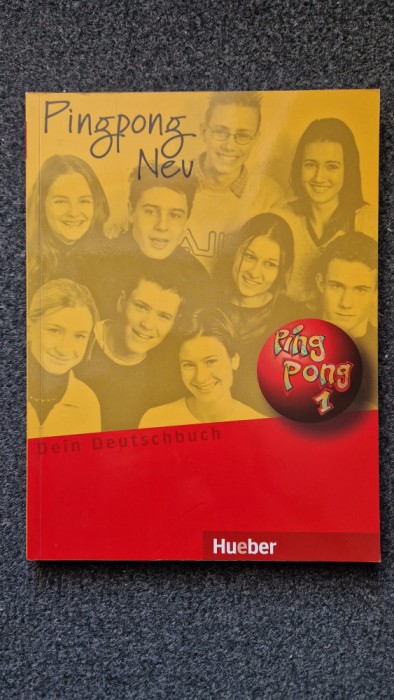 Pingpong
Neu
Ping
Pong
1
Dein Deutschbuch
Hueber